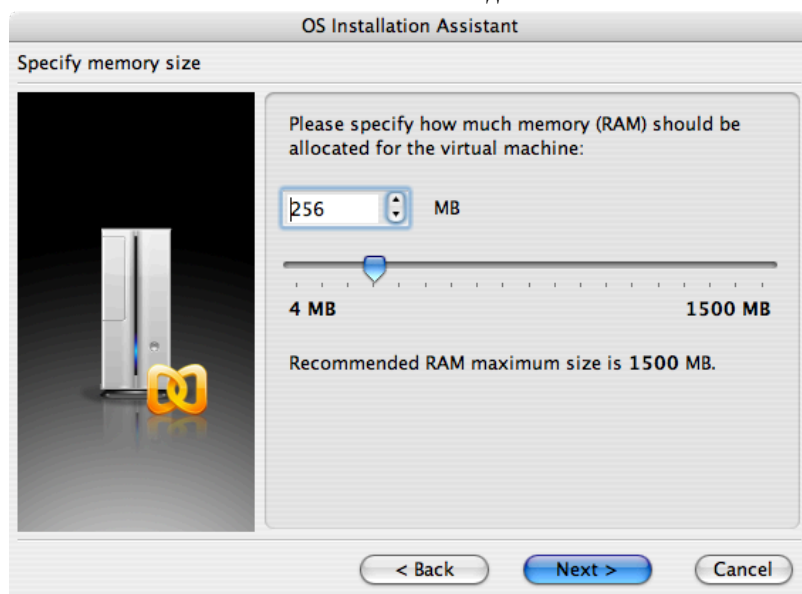 OS Installation Assistant
Specify memory size
Please specify how much memory (RAM) should be
allocated for the virtual machine:
256 MB
4 MB 1500 MB
Recommended RAM maximum size is 1500 MB.
< Back Next > Cancel